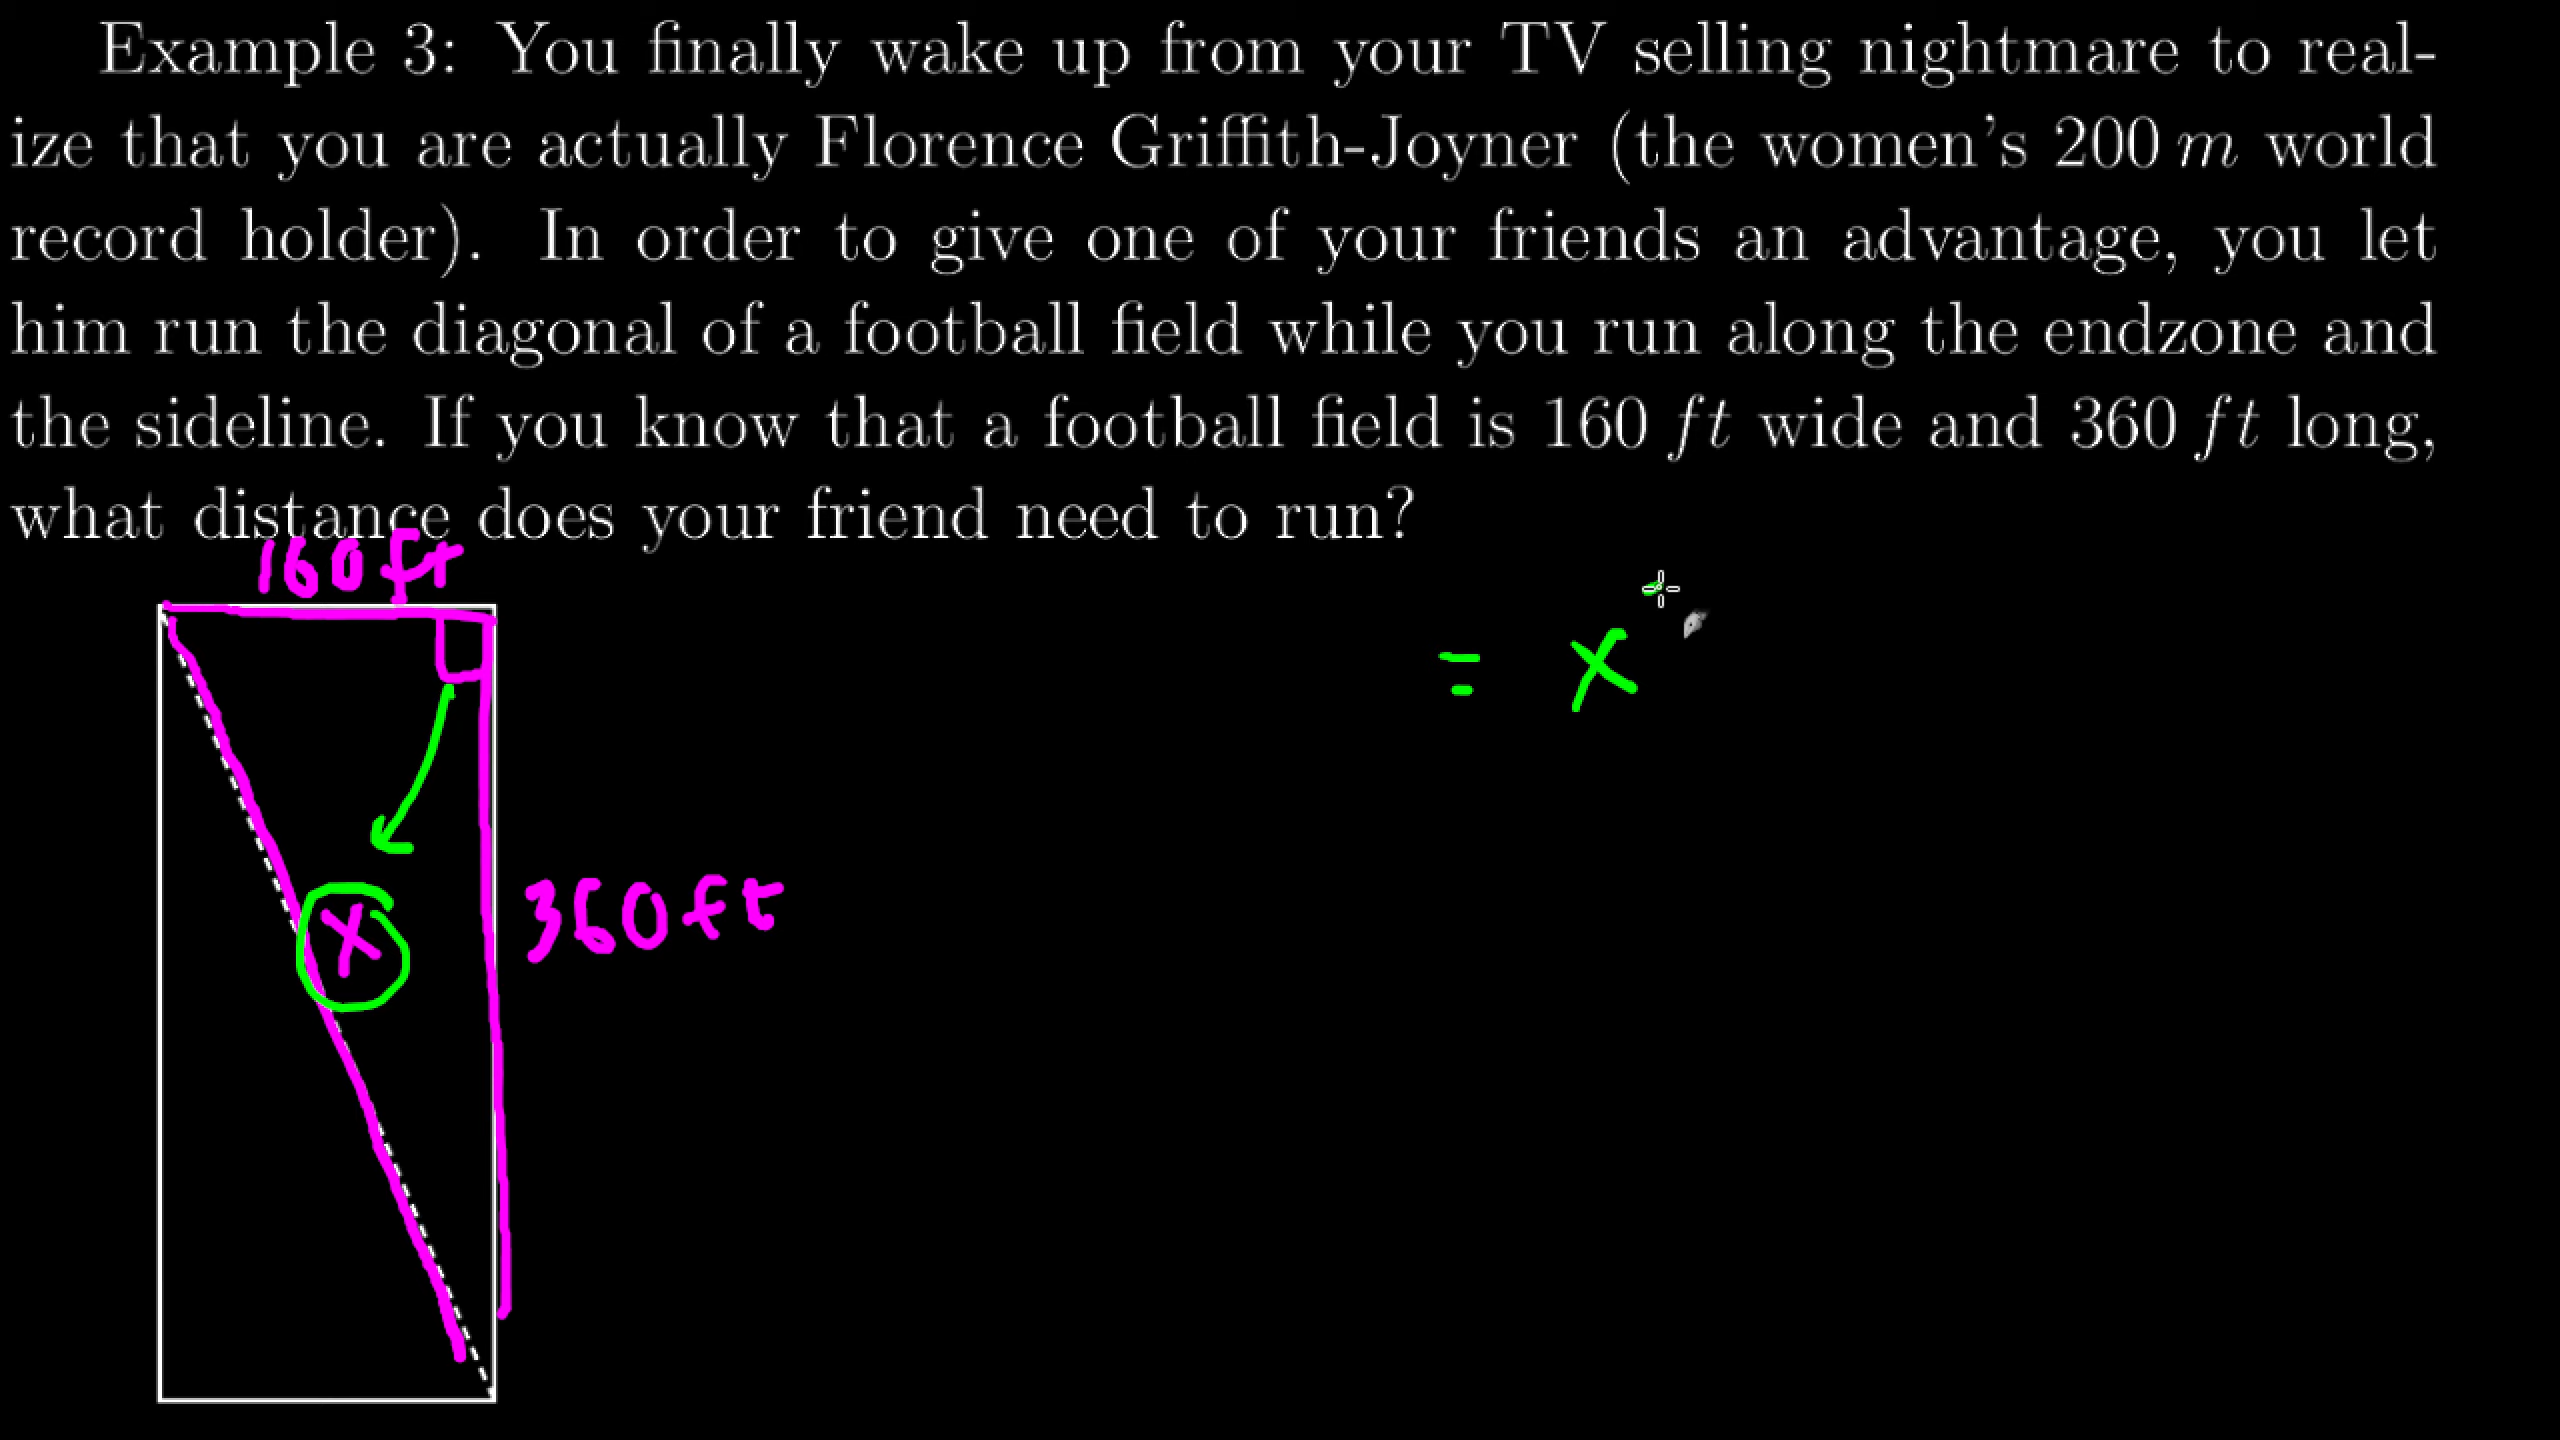 Example 3: You finally wake up from your TV selling nightmare to real-
ize that you are actually Florence Griffith-Joyner (the women's 200 m world
record holder). In order to give one of your friends an advantage, you let
him run the diagonal of a football field while you run along the endzone and
the sideline. If you know that a football field is 160 ft wide and 360 ft long,
what distance does your friend need to run?
160 ft
= X
X
360 ft